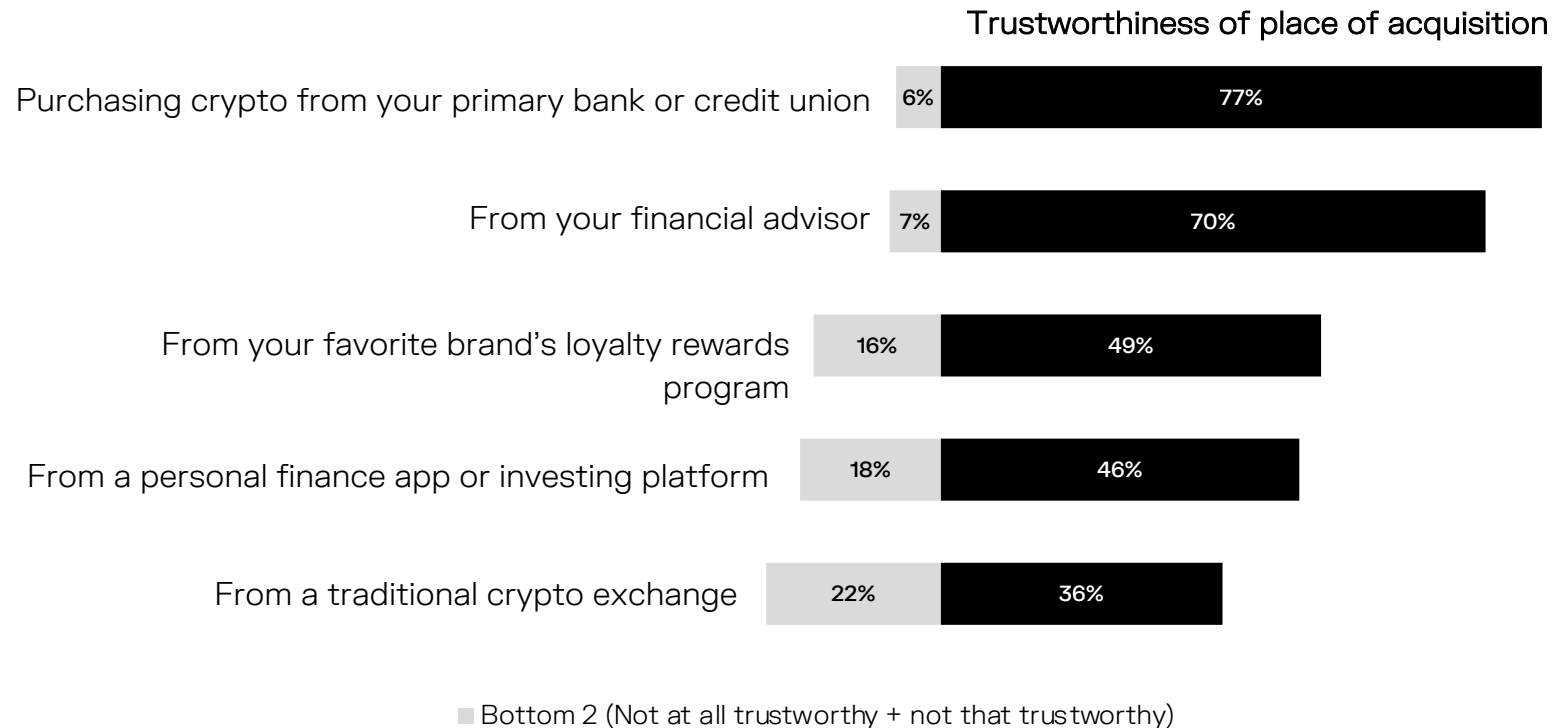 Trustworthiness of place of acquisition
Purchasing crypto from your primary bank or credit union 6% 77%
From your financial advisor 7% 70%
From your favorite brand’s loyalty rewards
program 16% 49%
From a personal finance app or investing platform 18% 46%
From a traditional crypto exchange 22% 36%
Bottom 2 (Not at all trustworthy + not that trustworthy)